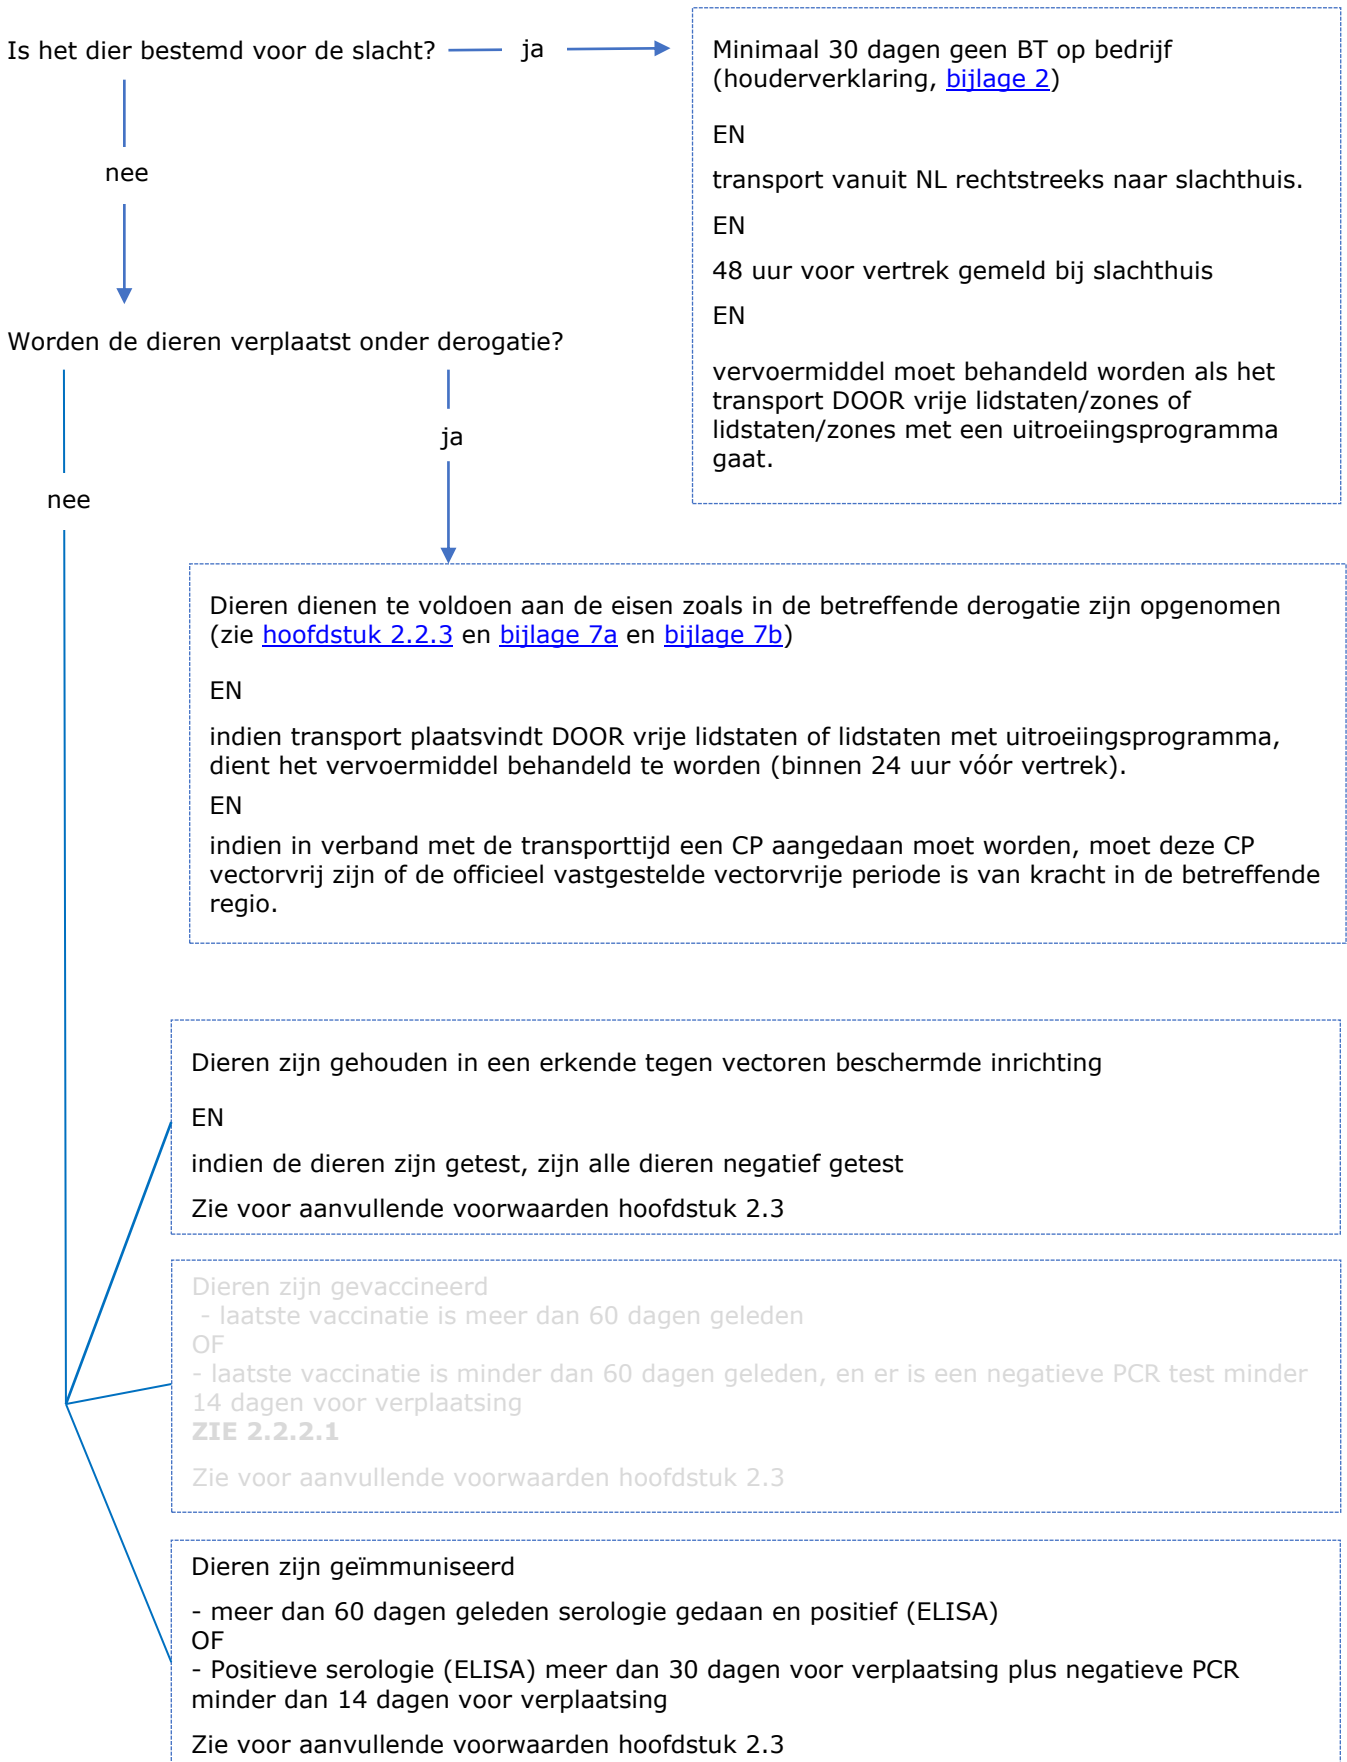 Is het dier bestemd voor de slacht?
ja
Minimaal 30 dagen geen BT op bedrijf
(houderverklaring, bijlage 2)
EN
transport vanuit NL rechtstreeks naar slachthuis.
EN
48 uur voor vertrek gemeld bij slachthuis
EN
vervoermiddel moet behandeld worden als het
transport DOOR vrije lidstaten/zones of
lidstaten/zones met een uitroeiingsprogramma
gaat.
nee
Worden de dieren verplaatst onder derogatie?
ja
nee
Dieren dienen te voldoen aan de eisen zoals in de betreffende derogatie zijn opgenomen
(zie hoofdstuk 2.2.3 en bijlage 7a en bijlage 7b)
EN
indien transport plaatsvindt DOOR vrije lidstaten of lidstaten met uitroeiingsprogramma,
dient het vervoermiddel behandeld te worden (binnen 24 uur vóór vertrek).
EN
indien in verband met de transporttijd een CP aangedaan moet worden, moet deze CP
vectorvrij zijn of de officieel vastgestelde vectorvrije periode is van kracht in de betreffende
regio.
Dieren zijn gehouden in een erkende tegen vectoren beschermde inrichting
EN
indien de dieren zijn getest, zijn alle dieren negatief getest
Zie voor aanvullende voorwaarden hoofdstuk 2.3
Dieren zijn gevaccineerd
- laatste vaccinatie is meer dan 60 dagen geleden
OF
- laatste vaccinatie is minder dan 60 dagen geleden, en er is een negatieve PCR test minder
14 dagen voor verplaatsing
ZIE 2.2.2.1
Zie voor aanvullende voorwaarden hoofdstuk 2.3
Dieren zijn geïmmuniseerd
- meer dan 60 dagen geleden serologie gedaan en positief (ELISA)
OF
- Positieve serologie (ELISA) meer dan 30 dagen voor verplaatsing plus negatieve PCR
minder dan 14 dagen voor verplaatsing
Zie voor aanvullende voorwaarden hoofdstuk 2.3